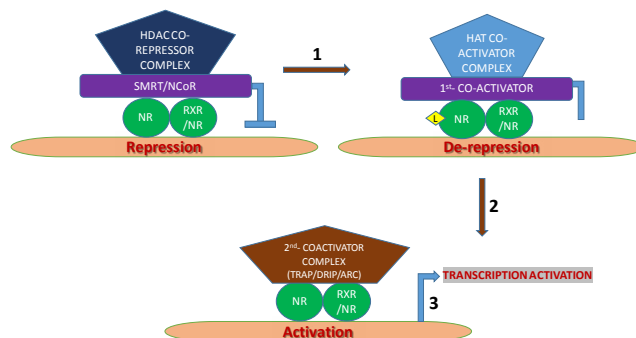 HDAC CO-
REPRESSOR
COMPLEX
SMRT/NCoR
NR
RXR
/NR
Repression
1
HAT CO-
ACTIVATOR
COMPLEX
1st- CO-ACTIVATOR
L
NR
RXR
/NR
De-repression
2
2nd- COACTIVATOR
COMPLEX
(TRAP/DRIP/ARC)
NR
RXR
/NR
Activation
3
TRANSCRIPTION ACTIVATION